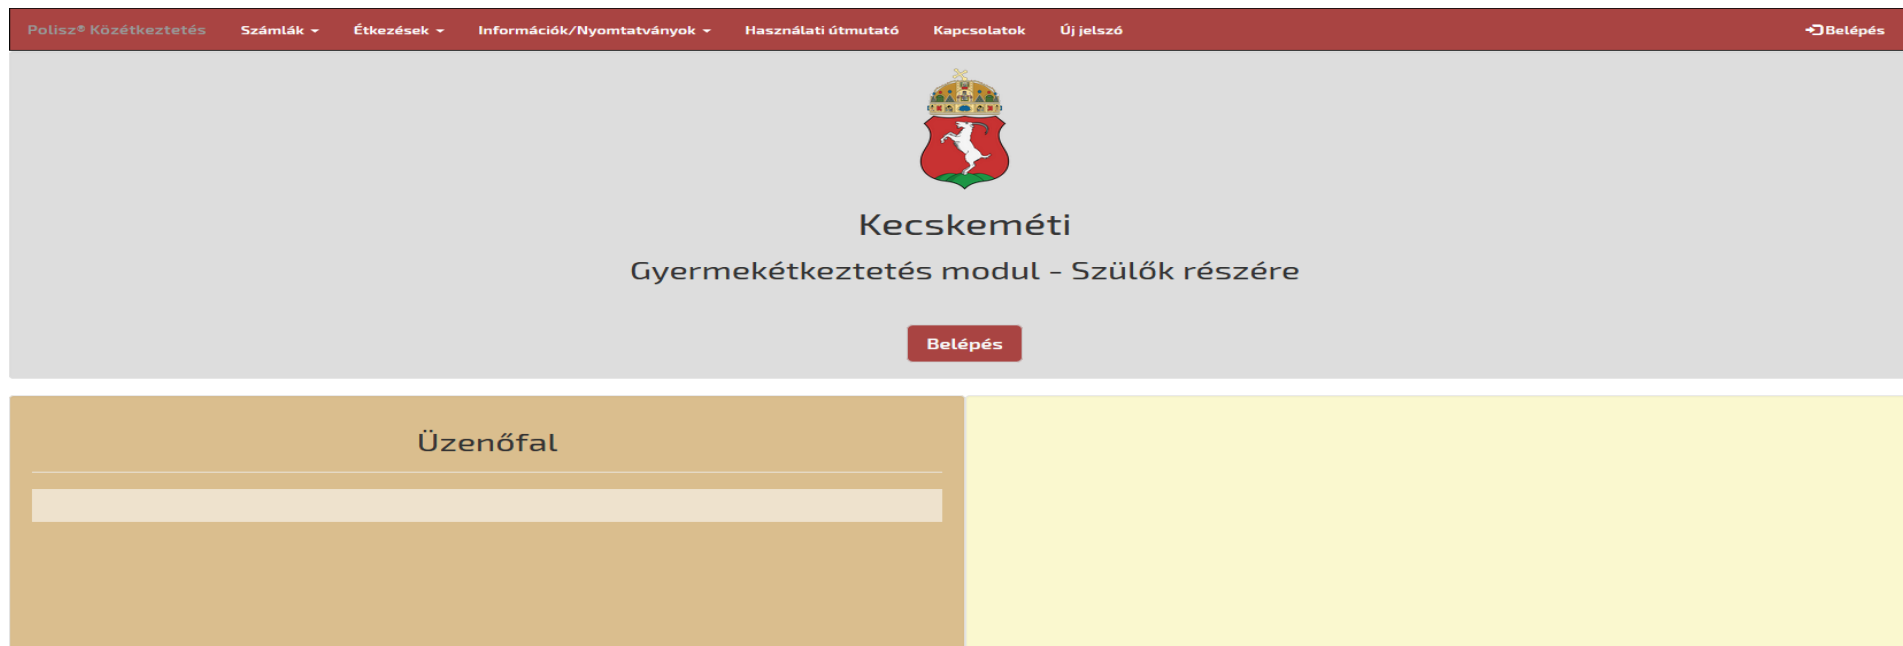 Polisz® Közétkeztetés Számlák Étkezések Információk/Nyomtatványok Használati útmutató Kapcsolatok Új jelszó Belépés
Kecskeméti
Gyermekétkeztetés modul - Szülők részére
Belépés
Üzenőfal